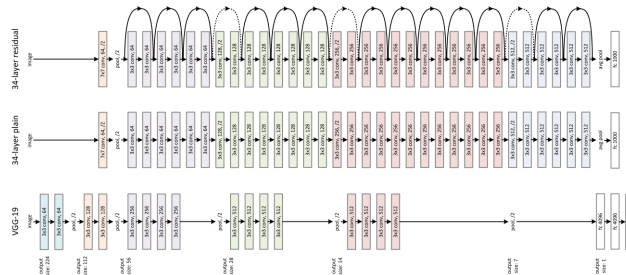 34-layer residual
image
7x7 conv, 64, /2
pool, /2
3x3 conv, 64
3x3 conv, 64
3x3 conv, 64
3x3 conv, 64
3x3 conv, 64
3x3 conv, 64
3x3 conv, 128, /2
3x3 conv, 128
3x3 conv, 128
3x3 conv, 128
3x3 conv, 128
3x3 conv, 128
3x3 conv, 128
3x3 conv, 128
3x3 conv, 256, /2
3x3 conv, 256
3x3 conv, 256
3x3 conv, 256
3x3 conv, 256
3x3 conv, 256
3x3 conv, 256
3x3 conv, 256
3x3 conv, 256
3x3 conv, 256
3x3 conv, 256
3x3 conv, 256
3x3 conv, 512, /2
3x3 conv, 512
3x3 conv, 512
3x3 conv, 512
3x3 conv, 512
3x3 conv, 512
avg pool
fc 1000
34-layer plain
image
7x7 conv, 64, /2
pool, /2
3x3 conv, 64
3x3 conv, 64
3x3 conv, 64
3x3 conv, 64
3x3 conv, 64
3x3 conv, 64
3x3 conv, 128, /2
3x3 conv, 128
3x3 conv, 128
3x3 conv, 128
3x3 conv, 128
3x3 conv, 128
3x3 conv, 128
3x3 conv, 128
3x3 conv, 256, /2
3x3 conv, 256
3x3 conv, 256
3x3 conv, 256
3x3 conv, 256
3x3 conv, 256
3x3 conv, 256
3x3 conv, 256
3x3 conv, 256
3x3 conv, 256
3x3 conv, 256
3x3 conv, 256
3x3 conv, 512, /2
3x3 conv, 512
3x3 conv, 512
3x3 conv, 512
3x3 conv, 512
3x3 conv, 512
avg pool
fc 1000
VGG-19
image
3x3 conv, 64
3x3 conv, 64
pool, /2
3x3 conv, 128
3x3 conv, 128
pool, /2
3x3 conv, 256
3x3 conv, 256
3x3 conv, 256
3x3 conv, 256
pool, /2
3x3 conv, 512
3x3 conv, 512
3x3 conv, 512
3x3 conv, 512
pool, /2
3x3 conv, 512
3x3 conv, 512
3x3 conv, 512
3x3 conv, 512
pool, /2
fc 4096
fc 4096
output
size: 224
output
size: 112
output
size: 56
output
size: 28
output
size: 14
output
size: 7
output
size: 1